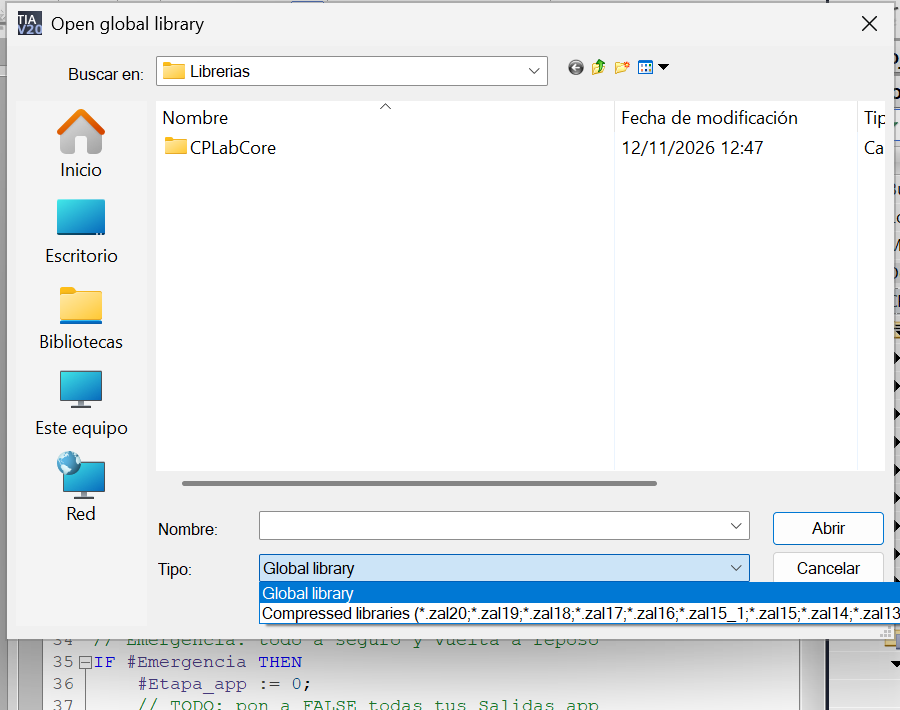 TIA V20 Open global library
Buscar en: Librerias
Nombre Fecha de modificación Tip
CPLabCore 12/11/2026 12:47 Ca
Inicio
Escritorio
Bibliotecas
Este equipo
Red
Nombre: Abrir
Tipo: Global library Cancelar
Global library
Compressed libraries (*.zal20;*.zal19;*.zal18;*.zal17;*.zal16;*.zal15_1;*.zal15;*.zal14;*.zal13
34 // Emergencia: todo a seguro y vuelta a reposo
35 IF #Emergencia THEN
36 #Etapa_app := 0;
37 // TODO: pon a FALSE todas tus Salidas_app